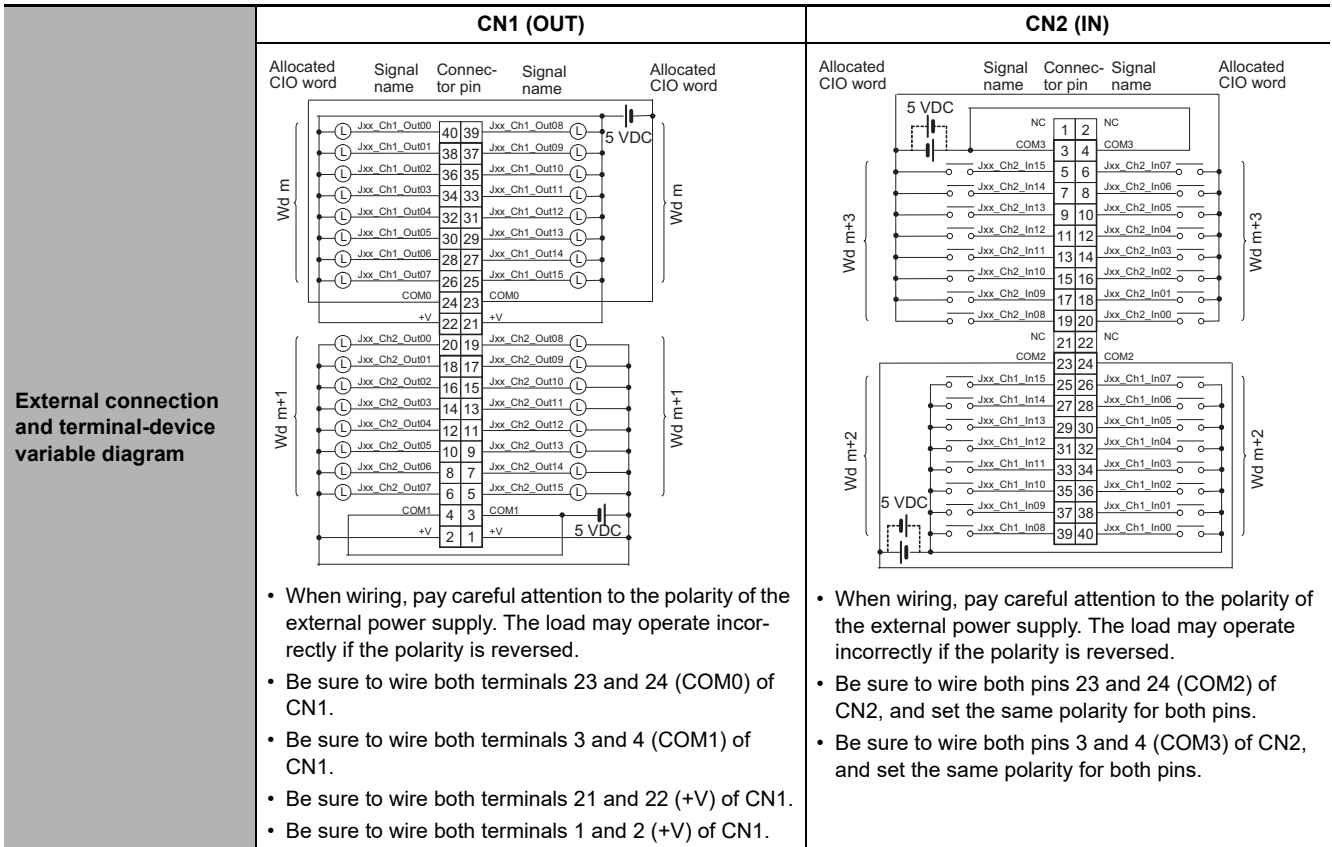 External connection
and terminal-device
variable diagram
CN1 (OUT)
Allocated CIO word Signal name Connec- tor pin Signal name Allocated CIO word
5 VDC
Wd m
Wd m
Jxx_Ch1_Out00 40 39 Jxx_Ch1_Out08
L Jxx_Ch1_Out01 38 37 Jxx_Ch1_Out09 L
L Jxx_Ch1_Out02 36 35 Jxx_Ch1_Out10 L
L Jxx_Ch1_Out03 34 33 Jxx_Ch1_Out11 L
L Jxx_Ch1_Out04 32 31 Jxx_Ch1_Out12 L
L Jxx_Ch1_Out05 30 29 Jxx_Ch1_Out13 L
L Jxx_Ch1_Out06 28 27 Jxx_Ch1_Out14 L
L Jxx_Ch1_Out07 26 25 Jxx_Ch1_Out15 L
COM0 24 23 COM0
+V 22 21 +V
Wd m+1
Wd m+1
L Jxx_Ch2_Out00 20 19 Jxx_Ch2_Out08 L
L Jxx_Ch2_Out01 18 17 Jxx_Ch2_Out09 L
L Jxx_Ch2_Out02 16 15 Jxx_Ch2_Out10 L
L Jxx_Ch2_Out03 14 13 Jxx_Ch2_Out11 L
L Jxx_Ch2_Out04 12 11 Jxx_Ch2_Out12 L
L Jxx_Ch2_Out05 10 9 Jxx_Ch2_Out13 L
L Jxx_Ch2_Out06 8 7 Jxx_Ch2_Out14 L
L Jxx_Ch2_Out07 6 5 Jxx_Ch2_Out15 L
COM1 4 3 COM1
+V 2 1 +V
5 VDC
• When wiring, pay careful attention to the polarity of the
external power supply. The load may operate incor-
rectly if the polarity is reversed.
• Be sure to wire both terminals 23 and 24 (COM0) of
CN1.
• Be sure to wire both terminals 3 and 4 (COM1) of
CN1.
• Be sure to wire both terminals 21 and 22 (+V) of CN1.
• Be sure to wire both terminals 1 and 2 (+V) of CN1.
CN2 (IN)
Allocated CIO word Signal name Connec- tor pin Signal name Allocated CIO word
5 VDC
NC 1 2 NC
COM3 3 4 COM3
Wd m+3
Wd m+3
Jxx_Ch2_In15 5 6 Jxx_Ch2_In07
Jxx_Ch2_In14 7 8 Jxx_Ch2_In06
Jxx_Ch2_In13 9 10 Jxx_Ch2_In05
Jxx_Ch2_In12 11 12 Jxx_Ch2_In04
Jxx_Ch2_In11 13 14 Jxx_Ch2_In03
Jxx_Ch2_In10 15 16 Jxx_Ch2_In02
Jxx_Ch2_In09 17 18 Jxx_Ch2_In01
Jxx_Ch2_In08 19 20 Jxx_Ch2_In00
NC 21 22 NC
COM2 23 24 COM2
Wd m+2
Wd m+2
Jxx_Ch1_In15 25 26 Jxx_Ch1_In07
Jxx_Ch1_In14 27 28 Jxx_Ch1_In06
Jxx_Ch1_In13 29 30 Jxx_Ch1_In05
Jxx_Ch1_In12 31 32 Jxx_Ch1_In04
Jxx_Ch1_In11 33 34 Jxx_Ch1_In03
Jxx_Ch1_In10 35 36 Jxx_Ch1_In02
Jxx_Ch1_In09 37 38 Jxx_Ch1_In01
Jxx_Ch1_In08 39 40 Jxx_Ch1_In00
5 VDC
• When wiring, pay careful attention to the polarity of
the external power supply. The load may operate
incorrectly if the polarity is reversed.
• Be sure to wire both pins 23 and 24 (COM2) of
CN2, and set the same polarity for both pins.
• Be sure to wire both pins 3 and 4 (COM3) of CN2,
and set the same polarity for both pins.